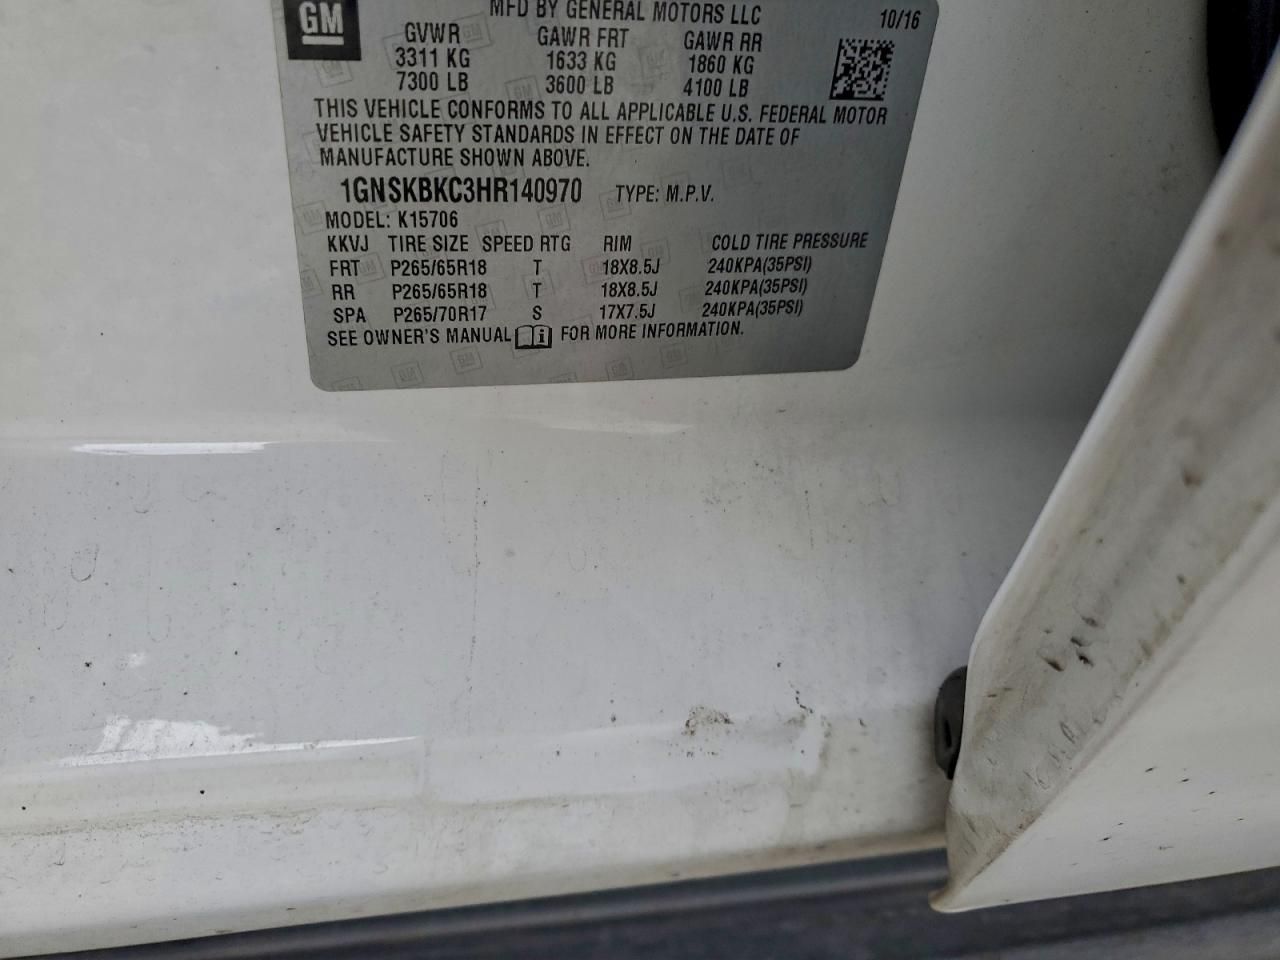 GM
MFD BY GENERAL MOTORS LLC 10/16
GVWR GAWR FRT GAWR RR
3311 KG 1633 KG 1860 KG
7300 LB 3600 LB 4100 LB
THIS VEHICLE CONFORMS TO ALL APPLICABLE U.S. FEDERAL MOTOR
VEHICLE SAFETY STANDARDS IN EFFECT ON THE DATE OF
MANUFACTURE SHOWN ABOVE.
1GNSKBKC3HR140970 TYPE: M.P.V.
MODEL: K15706
KKVJ TIRE SIZE SPEED RTG RIM COLD TIRE PRESSURE
FRT P265/65R18 T 18X8.5J 240KPA(35PSI)
RR P265/65R18 T 18X8.5J 240KPA(35PSI)
SPA P265/70R17 S 17X7.5J 240KPA(35PSI)
SEE OWNER'S MANUAL FOR MORE INFORMATION.